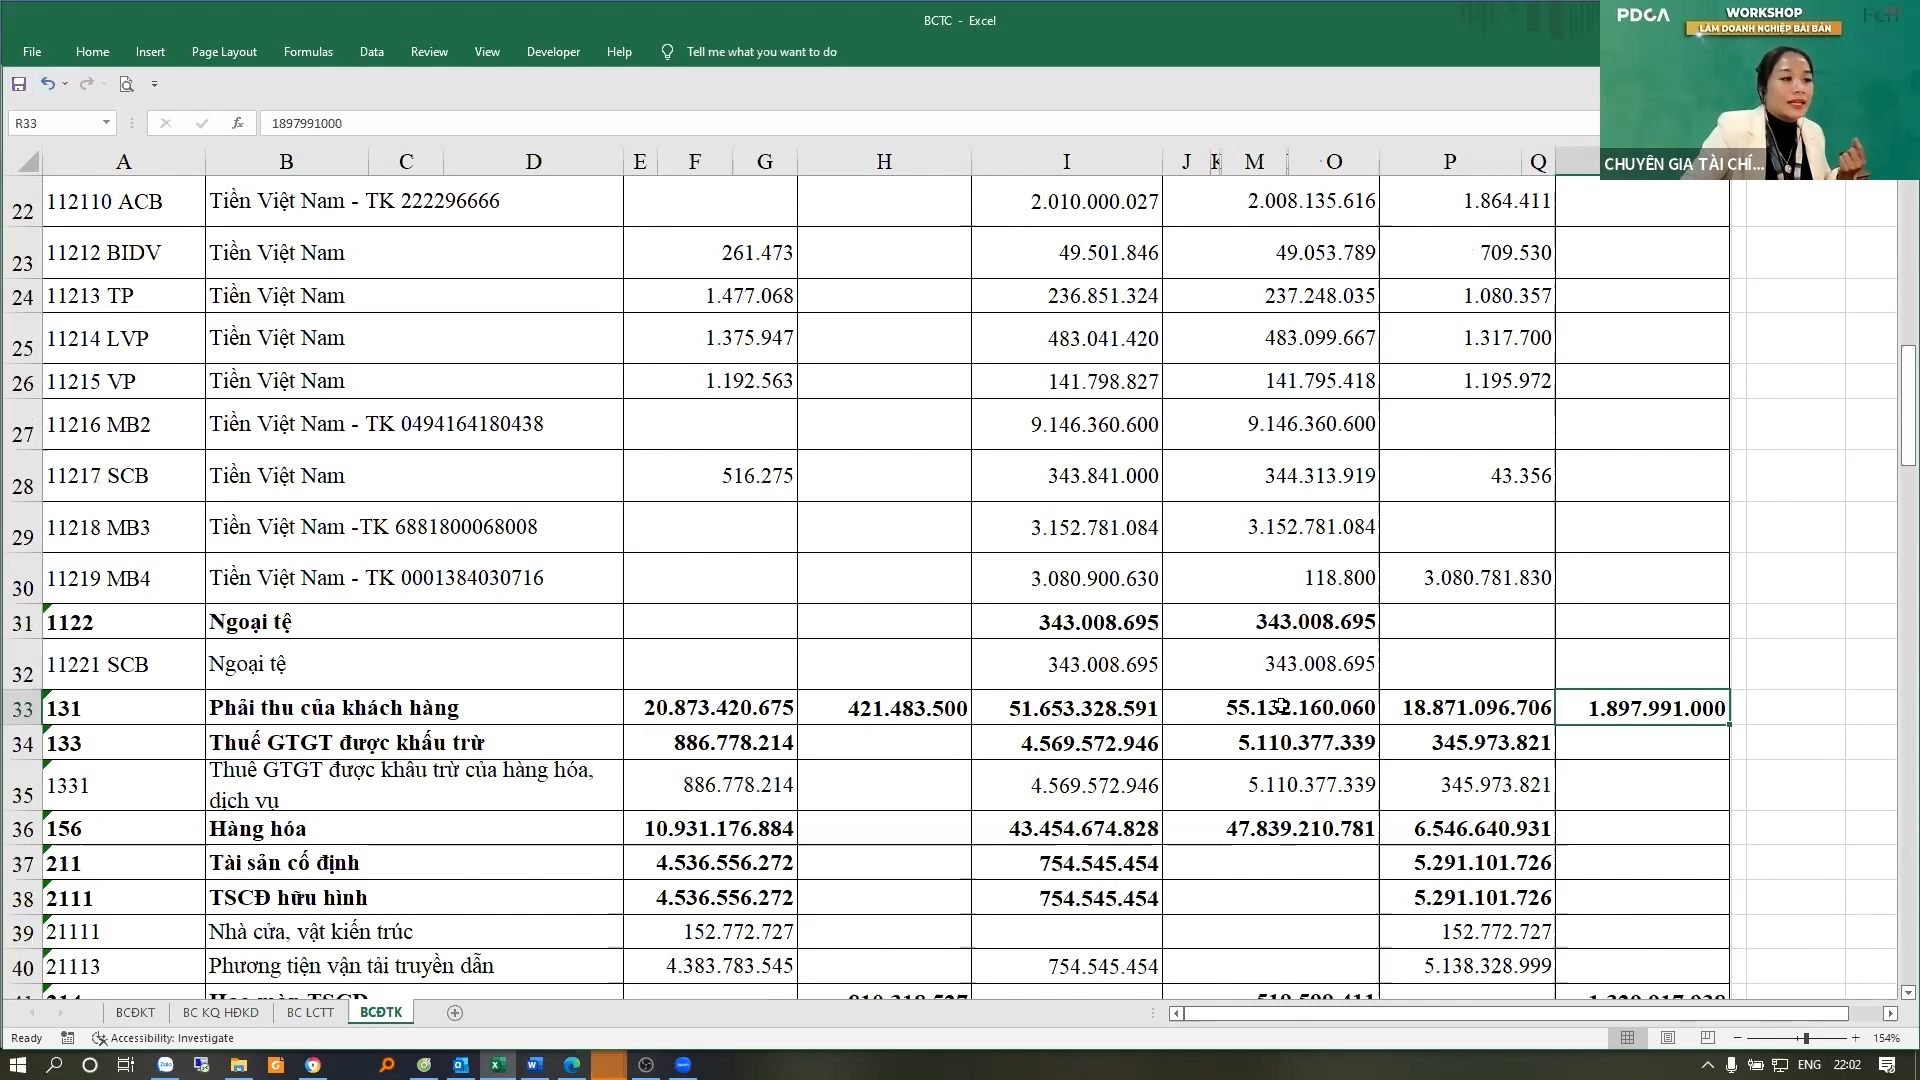 BCTC - Excel
PDCA
WORKSHOP
LÀM DOANH NGHIỆP BÀI BẢN
CHUYÊN GIA TÀI CHÍ...
File Home Insert Page Layout Formulas Data Review View Developer Help Tell me what you want to do
R33 fx 1897991000
A B C D E F G H I J K M O P Q
22 112110 ACB Tiền Việt Nam - TK 222296666 2.010.000.027 2.008.135.616 1.864.411
23 11212 BIDV Tiền Việt Nam 261.473 49.501.846 49.053.789 709.530
24 11213 TP Tiền Việt Nam 1.477.068 236.851.324 237.248.035 1.080.357
25 11214 LVP Tiền Việt Nam 1.375.947 483.041.420 483.099.667 1.317.700
26 11215 VP Tiền Việt Nam 1.192.563 141.798.827 141.795.418 1.195.972
27 11216 MB2 Tiền Việt Nam - TK 0494164180438 9.146.360.600 9.146.360.600
28 11217 SCB Tiền Việt Nam 516.275 343.841.000 344.313.919 43.356
29 11218 MB3 Tiền Việt Nam -TK 6881800068008 3.152.781.084 3.152.781.084
30 11219 MB4 Tiền Việt Nam - TK 0001384030716 3.080.900.630 118.800 3.080.781.830
31 1122 Ngoại tệ 343.008.695 343.008.695
32 11221 SCB Ngoại tệ 343.008.695 343.008.695
33 131 Phải thu của khách hàng 20.873.420.675 421.483.500 51.653.328.591 55.132.160.060 18.871.096.706 1.897.991.000
34 133 Thuế GTGT được khấu trừ 886.778.214 4.569.572.946 5.110.377.339 345.973.821
35 1331 Thuế GTGT được khấu trừ của hàng hóa, dịch vụ 886.778.214 4.569.572.946 5.110.377.339 345.973.821
36 156 Hàng hóa 10.931.176.884 43.454.674.828 47.839.210.781 6.546.640.931
37 211 Tài sản cố định 4.536.556.272 754.545.454 5.291.101.726
38 2111 TSCĐ hữu hình 4.536.556.272 754.545.454 5.291.101.726
39 21111 Nhà cửa, vật kiến trúc 152.772.727 152.772.727
40 21113 Phương tiện vận tải truyền dẫn 4.383.783.545 754.545.454 5.138.328.999
BCĐKT BC KQ HĐKD BC LCTT BCĐTK
Ready Accessibility: Investigate 154%
ENG 22:02